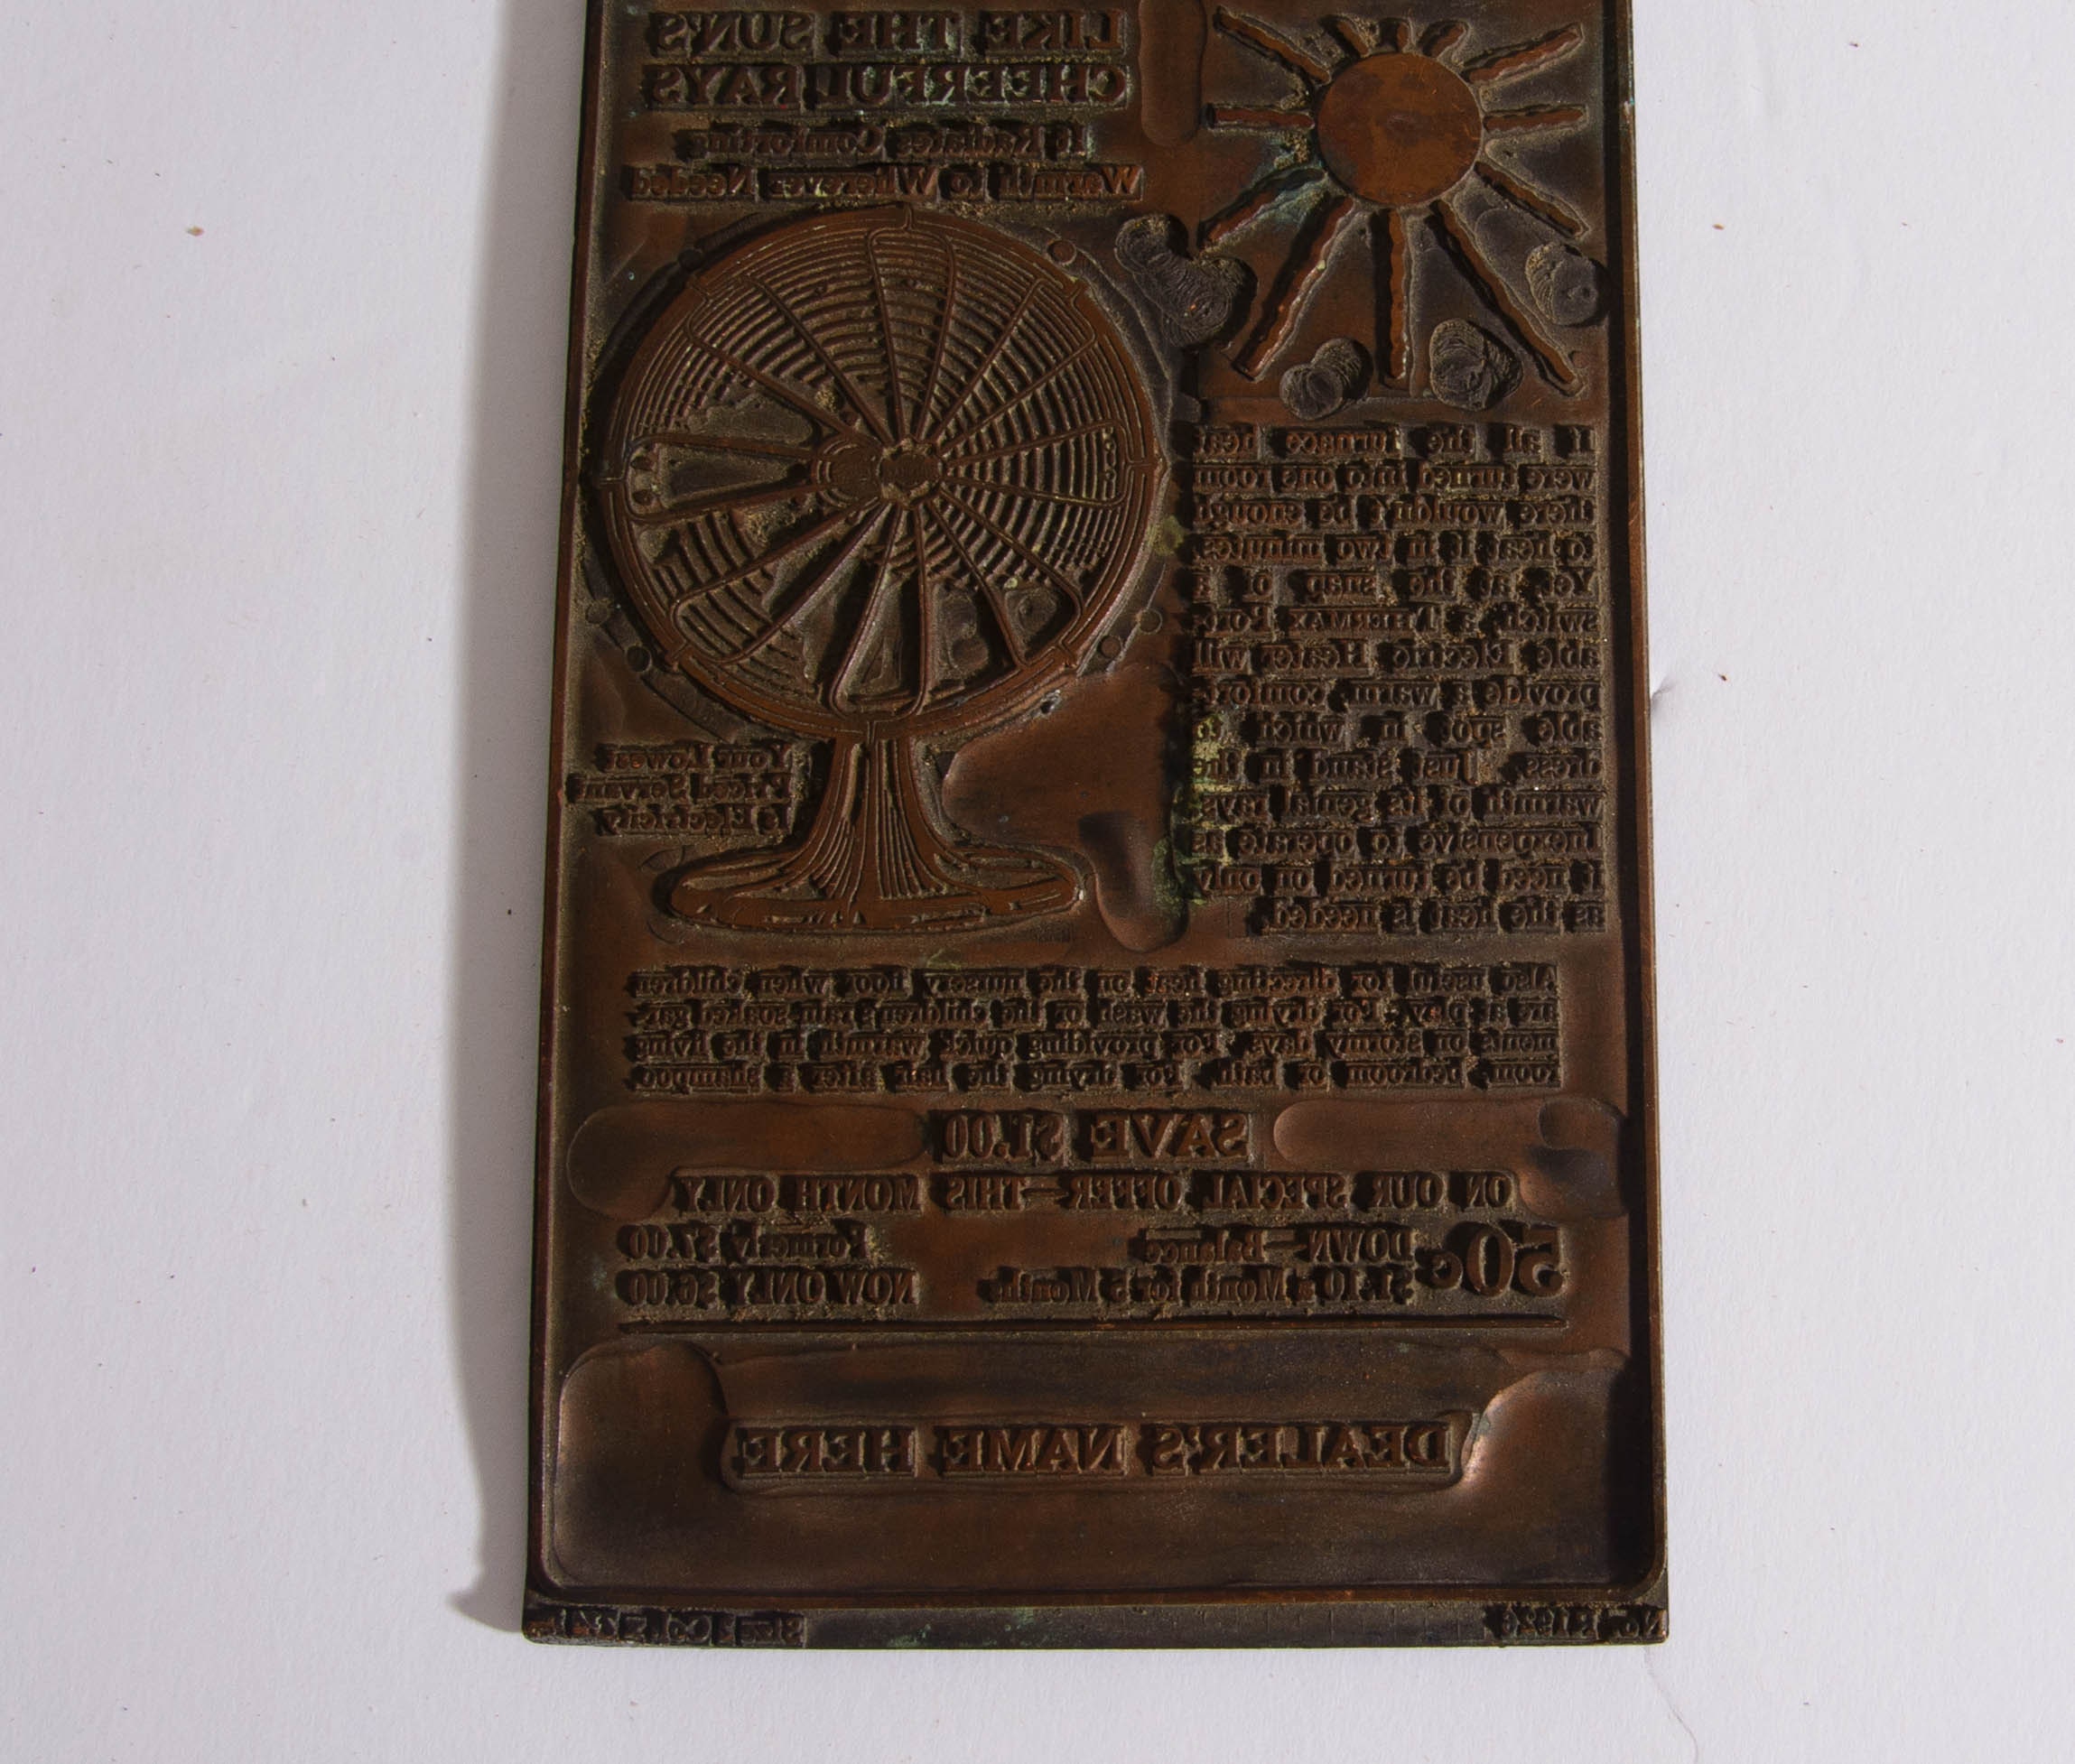 LIKE THE SUN'S
CHEERFUL RAYS
It Radiates Comforting
Warmth to Wherever Needed
If all the furnace heat
were turned into one room
there wouldn't be enough
to heat it in two minutes.
Yet, at the snap of a
switch, a THERMAX Port-
able Electric Heater will
provide a warm, comfort-
able spot in which to
dress. Just stand in the
warmth of its genial rays.
Inexpensive to operate as
it need be turned on only
as the heat is needed.
Your Lowest
Priced Servant
is Electricity
Also useful for directing heat on the nursery floor when children
are at play. For drying the wash or the children's rain soaked gar-
ments on stormy days. For providing quick warmth in the living
room, bedroom or bath. For drying the hair after a shampoo.
SAVE $1.00
ON OUR SPECIAL OFFER—THIS—MONTH ONLY
50c DOWN—Balance
$1.10 a Month for 5 Months
Formerly $7.00
NOW ONLY $6.00
DEALER'S NAME HERE